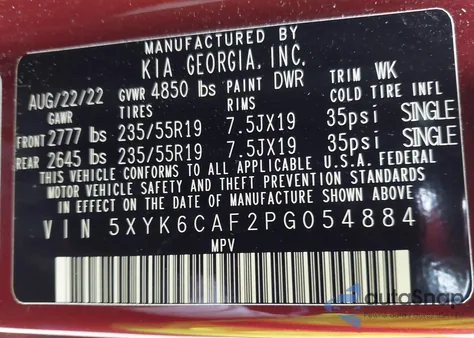 MANUFACTURED BY
KIA GEORGIA, INC.
AUG/22/22 GVWR 4850 lbs PAINT DWR TRIM WK
GAWR TIRES RIMS COLD TIRE INFL
FRONT 2777 lbs 235/55R19 7.5JX19 35psi SINGLE
REAR 2645 lbs 235/55R19 7.5JX19 35psi SINGLE
THIS VEHICLE CONFORMS TO ALL APPLICABLE U.S.A. FEDERAL
MOTOR VEHICLE SAFETY AND THEFT PREVENTION STANDARDS
IN EFFECT ON THE DATE OF MANUFACTURE SHOWN ABOVE.
VIN 5XYK6CAF2PG054884
MPV
autoSnap